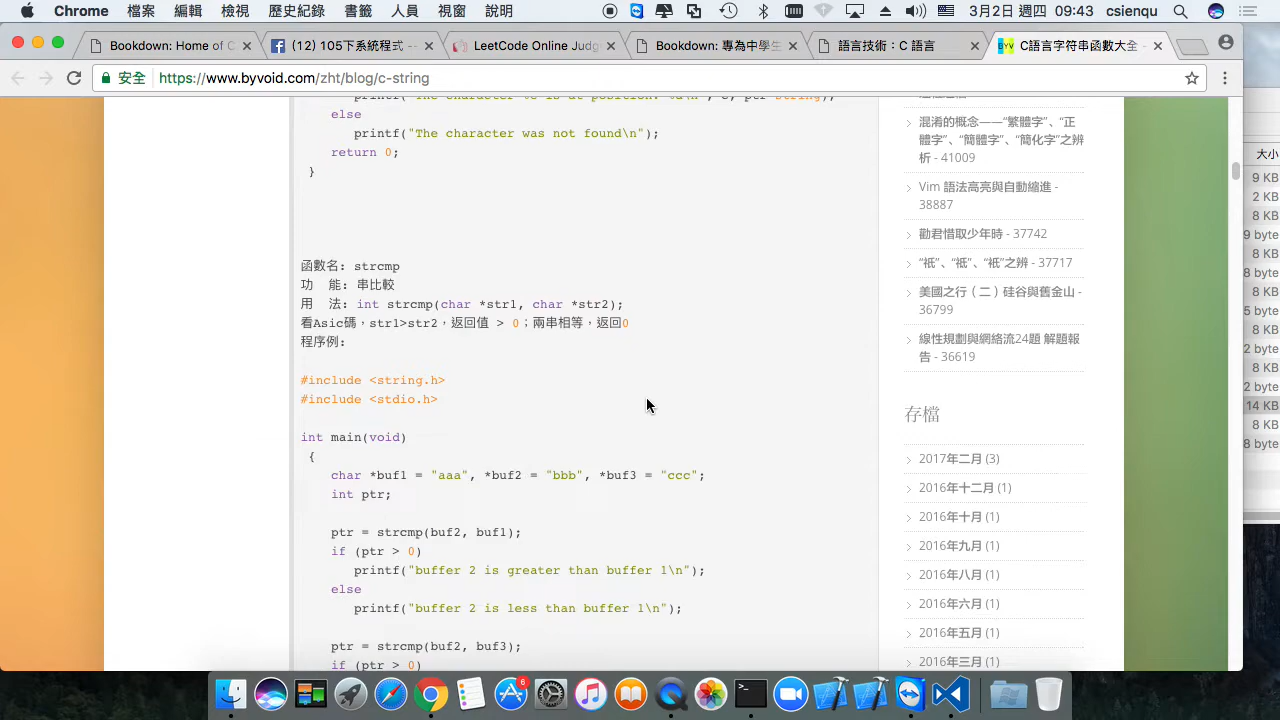 Chrome 檔案 編輯 檢視 歷史紀錄 書籤 人員 視窗 說明 3月2日 週四 09:43 csienqu
Bookdown: Home of C
(12) 105下系統程式 -
LeetCode Online Judg
Bookdown: 專為中學生
語言技術：C 語言
BYV C語言字符串函數大全
安全 https://www.byvoid.com/zht/blog/c-string
else
printf("The character was not found\n");
return 0;
}
函數名: strcmp
功 能: 串比較
用 法: int strcmp(char *str1, char *str2);
看Asic碼，str1>str2，返回值 > 0；兩串相等，返回0
程序例:
#include <string.h>
#include <stdio.h>
int main(void)
{
char *buf1 = "aaa", *buf2 = "bbb", *buf3 = "ccc";
int ptr;
ptr = strcmp(buf2, buf1);
if (ptr > 0)
printf("buffer 2 is greater than buffer 1\n");
else
printf("buffer 2 is less than buffer 1\n");
ptr = strcmp(buf2, buf3);
if (ptr > 0)
混淆的概念——“繁體字”、“正
體字”、“簡體字”、“簡化字”之辨
析 - 41009
Vim 語法高亮與自動縮進 -
38887
勸君惜取少年時 - 37742
“衹”、“祇”、“袛”之辨 - 37717
美國之行（二）硅谷與舊金山 -
36799
線性規劃與網絡流24題 解題報
告 - 36619
存檔
2017年二月 (3)
2016年十二月 (1)
2016年十月 (1)
2016年九月 (1)
2016年八月 (1)
2016年六月 (1)
2016年五月 (1)
2016年三月 (1)
大小
9 KB
2 KB
8 KB
9 byte
8 KB
8 byte
2 byte
8 KB
2 byte
8 KB
2 byte
8 KB
14 KB
8 KB
8 byte
6